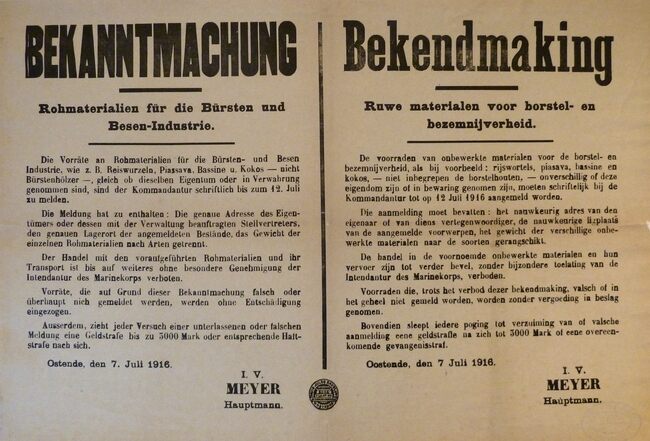 BEKANNTMACHUNG
Rohmaterialien für die Bürsten und
Besen-Industrie.
Die Vorräte an Rohmaterialien für die Bürsten- und Besen
Industrie, wie z. B. Reiswurzeln, Piassava, Bassine u. Kokos — nicht
Bürstenhölzer —, gleich ob dieselben Eigentum oder in Verwahrung
genommen sind, sind der Kommandantur schriftlich bis zum 12. Juli
zu melden.
Die Meldung hat zu enthalten: Die genaue Adresse des Eigen-
tümers oder dessen mit der Verwaltung beauftragten Stellvertreters,
den genauen Lagerort der angemeldeten Bestände, das Gewicht der
einzelnen Rohmaterialien nach Arten getrennt.
Der Handel mit den voraufgeführten Rohmaterialien und ihr
Transport ist bis auf weiteres ohne besondere Genehmigung der
Intendantur des Marinekorps verboten.
Vorräte, die auf Grund dieser Bekanntmachung falsch oder
überhaupt nich gemeldet werden, werden ohne Entschädigung
eingezogen.
Ausserdem, zieht jeder Versuch einer unterlassenen oder falschen
Meldung eine Geldstrafe bis zu 3000 Mark oder entsprechende Haft-
strafe nach sich.
Ostende, den 7. Juli 1916.
I. V.
MEYER
Hauptmann.
Bekendmaking
Ruwe materialen voor borstel- en
bezemnijverheid.
De voorraden van onbewerkte materialen voor de borstel- en
bezemnijverheid, als bij voorbeeld: rijswortels, piasava, bassine en
kokos, — niet inbegrepen de borstelhouten, — onverschillig of deze
eigendom zijn of in bewaring genomen zijn, moeten schriftelijk bij de
Kommandantur tot op 12 Juli 1916 aangemeld worden.
De aanmelding moet bevatten: het nauwkeurig adres van den
eigenaar of van diens vertegenwoordiger, de nauwkeurige ligplaats
van de aangemelde voorwerpen, het gewicht der verschillige onbe-
werkte materialen naar de soorten gerangschikt.
De handel in de voornoemde onbewerkte materialen en hun
vervoer zijn tot verder bevel, zonder bijzondere toelating van de
Intendantur des Marinekorps, verboden.
Voorraden die, trots het verbod dezer bekendmaking, valsch of in
het geheel niet gemeld worden, worden zonder vergoeding in beslag
genomen.
Bovendien sleept iedere poging tot verzuiming van of valsche
aanmelding eene geldstrafe na zich tot 3000 Mark of eene overeen-
komende gevangenisstraf.
Oostende, den 7 Juli 1916.
I. V.
MEYER
Hauptmann.